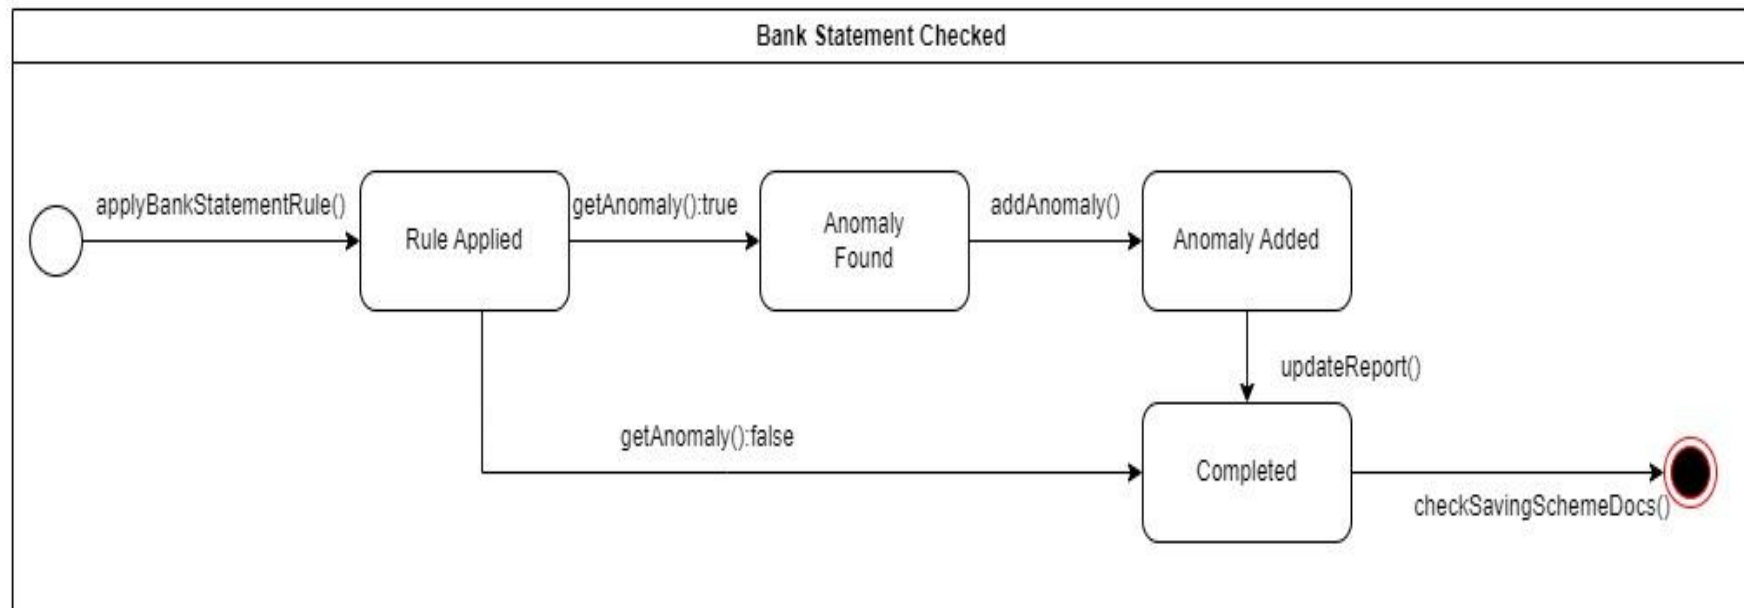 Bank Statement Checked
applyBankStatementRule()
Rule Applied
getAnomaly():true
Anomaly
Found
addAnomaly()
Anomaly Added
updateReport()
getAnomaly():false
Completed
checkSavingSchemeDocs()